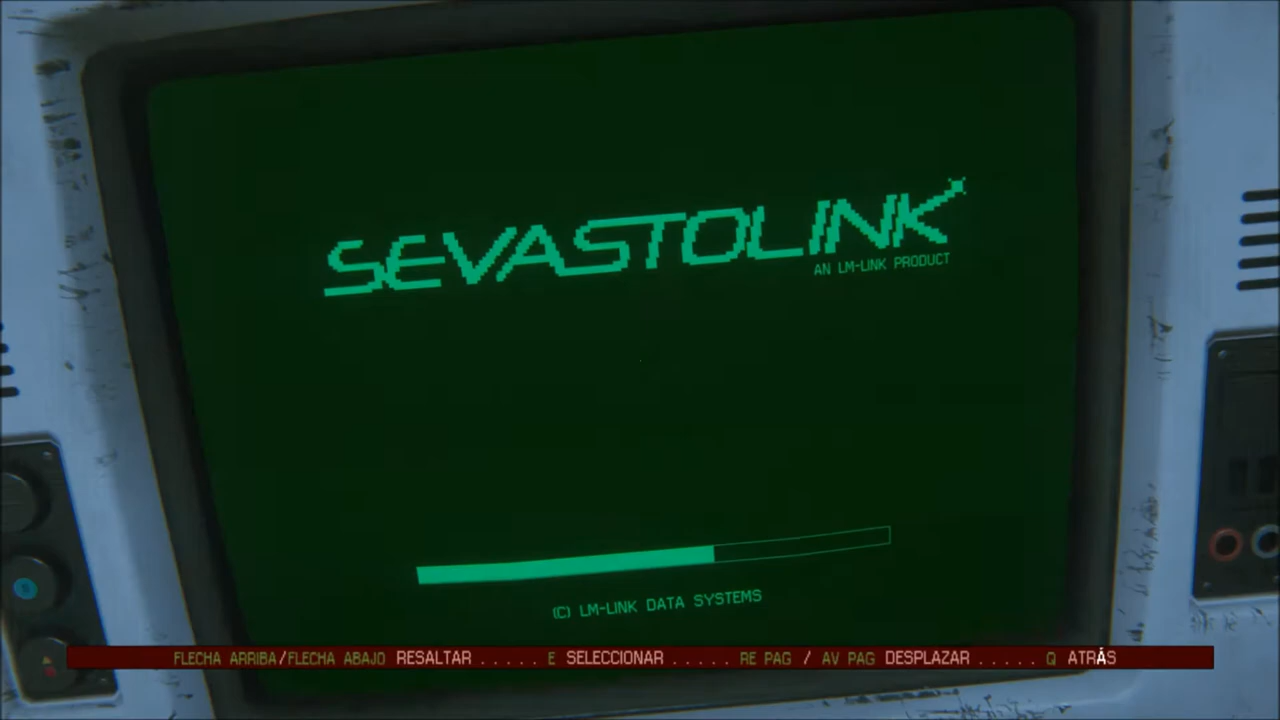 SEVASTOLINK
AN LM-LINK PRODUCT
(C) LM-LINK DATA SYSTEMS
FLECHA ARRIBA/FLECHA ABAJO RESALTAR ..... E SELECCIONAR ..... RE PAG / AV PAG DESPLAZAR ..... Q ATRÁS